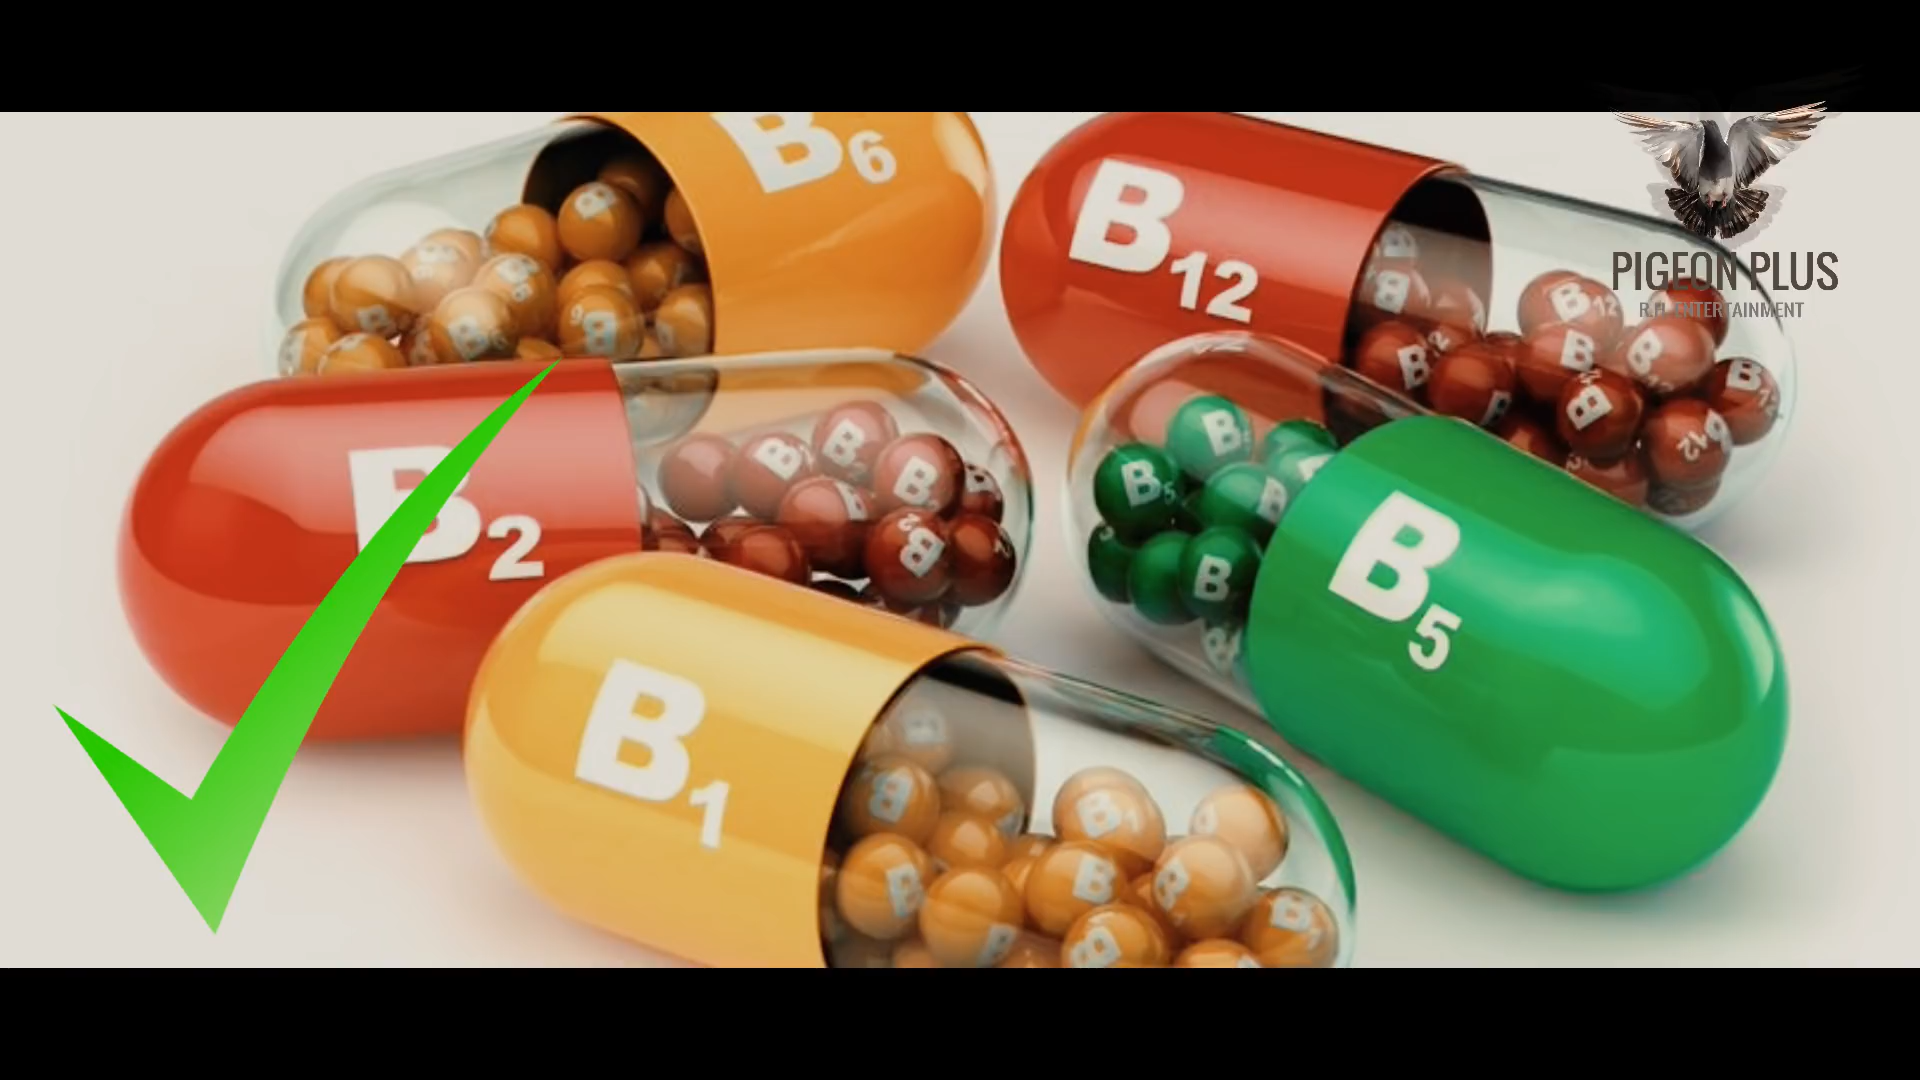 B6
B12
PIGEON PLUS
R.H ENTERTAINMENT
B2
B5
B1